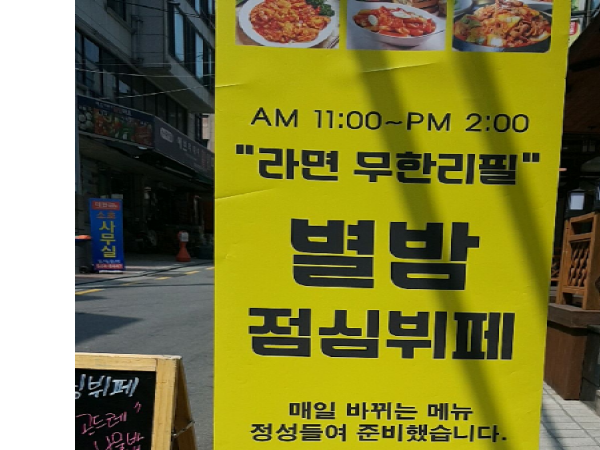 AM 11:00~PM 2:00
"라면 무한리필"
별밤
점심뷔페
매일 바뀌는 메뉴
정성들여 준비했습니다.
사무실
뷔페